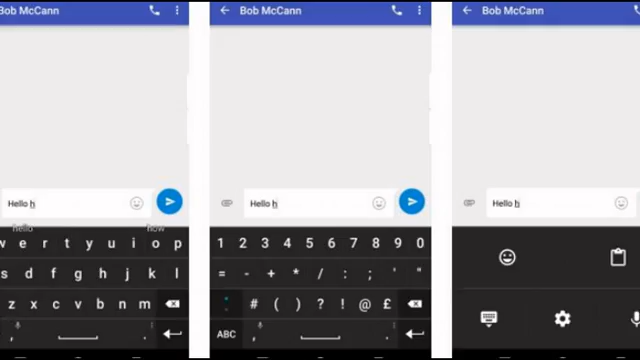 Bob McCann
Hello h
hello how
w e r t y u i o p
s d f g h j k l
z x c v b n m
, .
Bob McCann
Hello h
1 2 3 4 5 6 7 8 9 0
= - + * / : ; ' "
# ( ) ? ! @ £
ABC , .
Bob McCann
Hello h